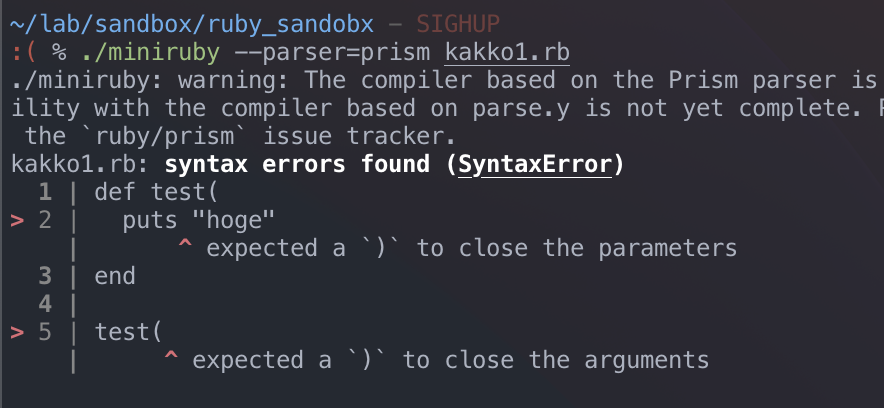 ~/lab/sandbox/ruby_sandobx – SIGHUP
:( % ./miniruby --parser=prism kakko1.rb
./miniruby: warning: The compiler based on the Prism parser is
ility with the compiler based on parse.y is not yet complete.
 the `ruby/prism` issue tracker.
kakko1.rb: syntax errors found (SyntaxError)
  1 | def test(
> 2 |   puts "hoge"
    |       ^ expected a `)` to close the parameters
  3 | end
  4 |
> 5 | test(
    |      ^ expected a `)` to close the arguments